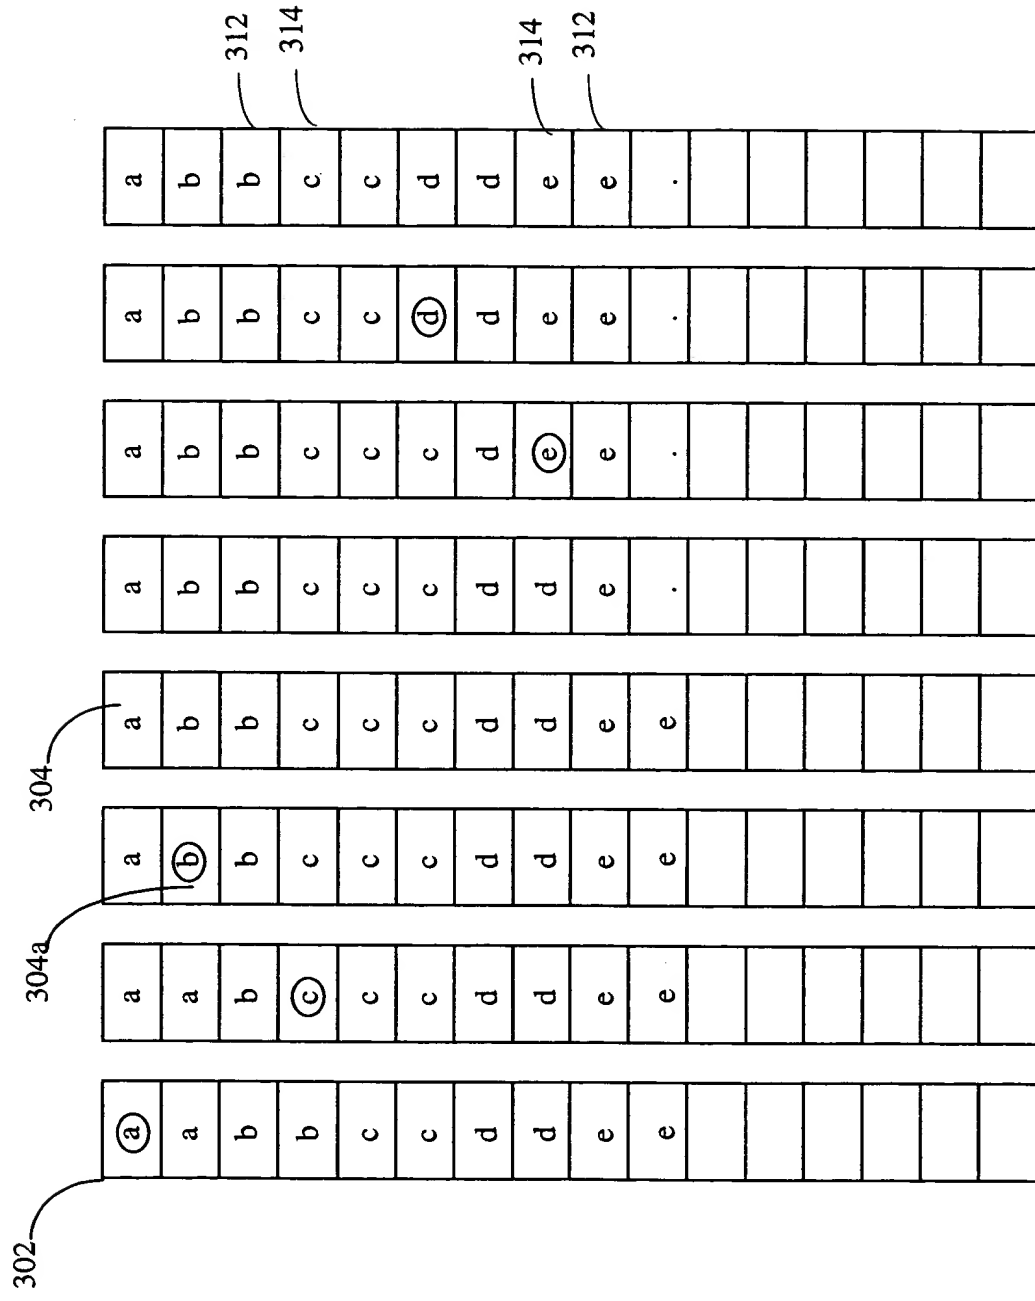 302
304a
304
a a a a a a a a
a a b b b b b b
b b b b b b b b
312
b c c c c c c c
314
c c c c c c c c
c c c c c c d d
d d d d d d d d
d d d d d e e e
314
e e e e e e e e
312
e e e e . . . .